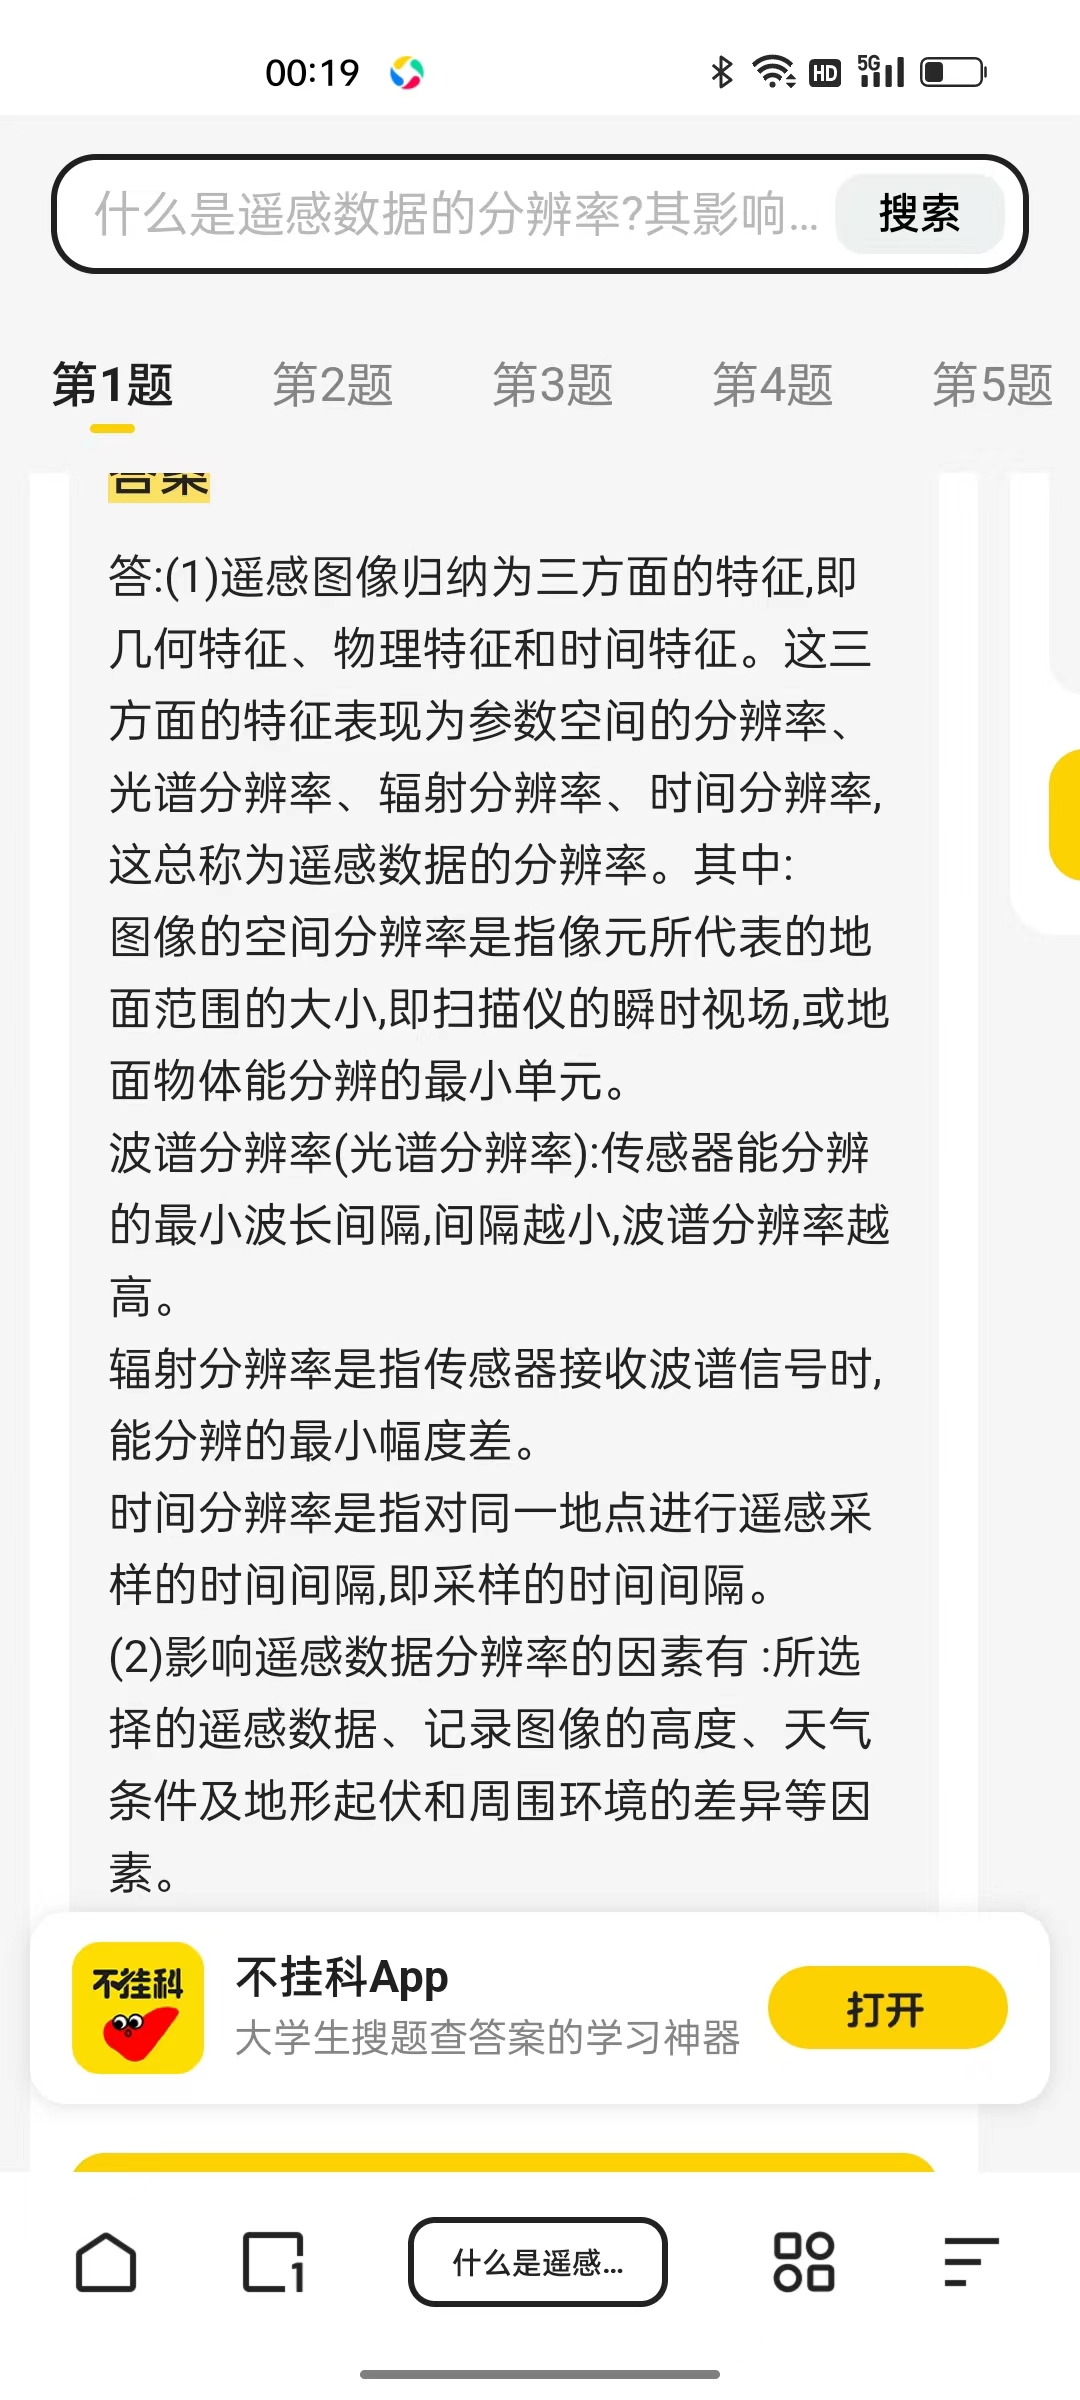 00:19
HD
5G
什么是遥感数据的分辨率?其影响...
搜索
第1题
第2题
第3题
第4题
第5题
答案
答:(1)遥感图像归纳为三方面的特征,即
几何特征、物理特征和时间特征。这三
方面的特征表现为参数空间的分辨率、
光谱分辨率、辐射分辨率、时间分辨率,
这总称为遥感数据的分辨率。其中:
图像的空间分辨率是指像元所代表的地
面范围的大小,即扫描仪的瞬时视场,或地
面物体能分辨的最小单元。
波谱分辨率(光谱分辨率):传感器能分辨
的最小波长间隔,间隔越小,波谱分辨率越
高。
辐射分辨率是指传感器接收波谱信号时,
能分辨的最小幅度差。
时间分辨率是指对同一地点进行遥感采
样的时间间隔,即采样的时间间隔。
(2)影响遥感数据分辨率的因素有 :所选
择的遥感数据、记录图像的高度、天气
条件及地形起伏和周围环境的差异等因
素。
不挂科
不挂科App
大学生搜题查答案的学习神器
打开
1
什么是遥感...